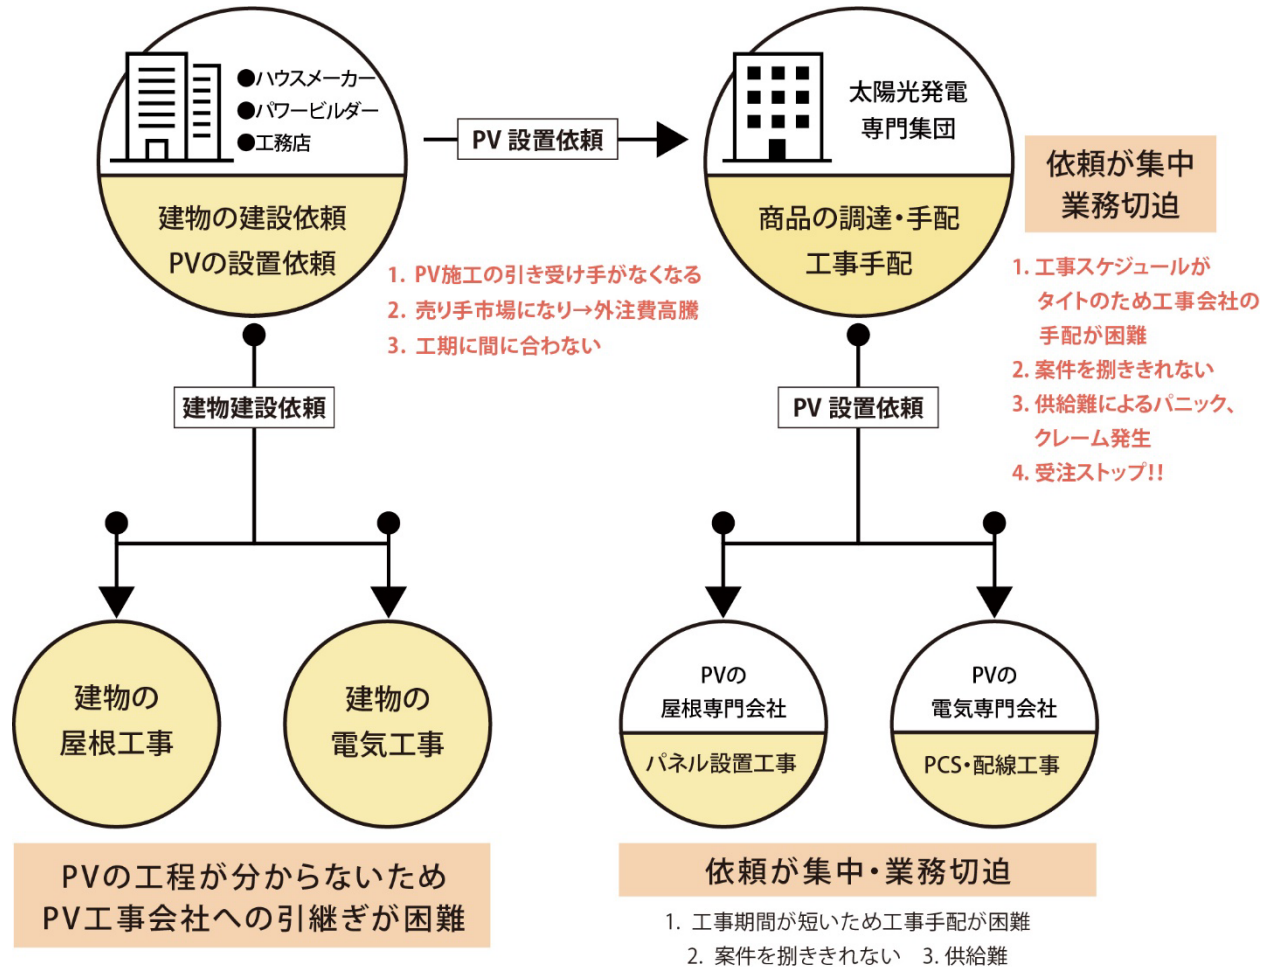 ●ハウスメーカー
●パワービルダー
●工務店
建物の建設依頼
PVの設置依頼
PV 設置依頼
太陽光発電
専門集団
商品の調達・手配
工事手配
依頼が集中
業務切迫
1. PV施工の引き受け手がなくなる
2. 売り手市場になり→外注費高騰
3. 工期に間に合わない
1. 工事スケジュールが
タイトのため工事会社の
手配が困難
2. 案件を捌ききれない
3. 供給難によるパニック、
クレーム発生
4. 受注ストップ!!
建物建設依頼
PV 設置依頼
建物の
屋根工事
建物の
電気工事
PVの
屋根専門会社
パネル設置工事
PVの
電気専門会社
PCS・配線工事
PVの工程が分からないため
PV工事会社への引継ぎが困難
依頼が集中・業務切迫
1. 工事期間が短いため工事手配が困難
2. 案件を捌ききれない 3. 供給難